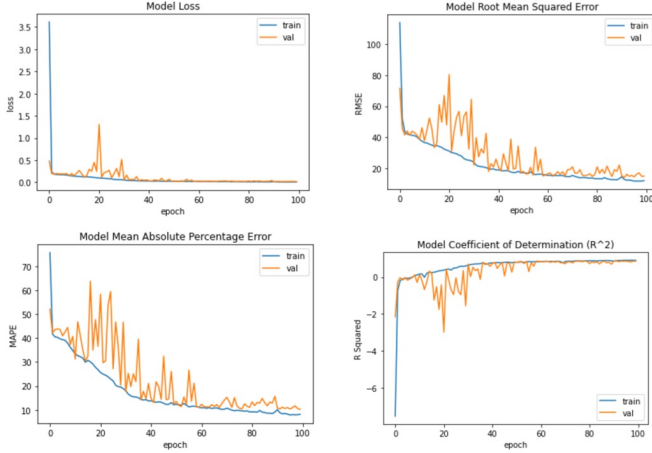 Model Loss
3.5
3.0
2.5
2.0
1.5
1.0
0.5
0.0
loss
train
val
0 20 40 60 80 100
epoch
Model Root Mean Squared Error
100
80
60
40
20
RMSE
train
val
0 20 40 60 80 100
epoch
Model Mean Absolute Percentage Error
70
60
50
40
30
20
10
MAPE
train
val
0 20 40 60 80 100
epoch
Model Coefficient of Determination (R^2)
0
−2
−4
−6
R Squared
train
val
0 20 40 60 80 100
epoch